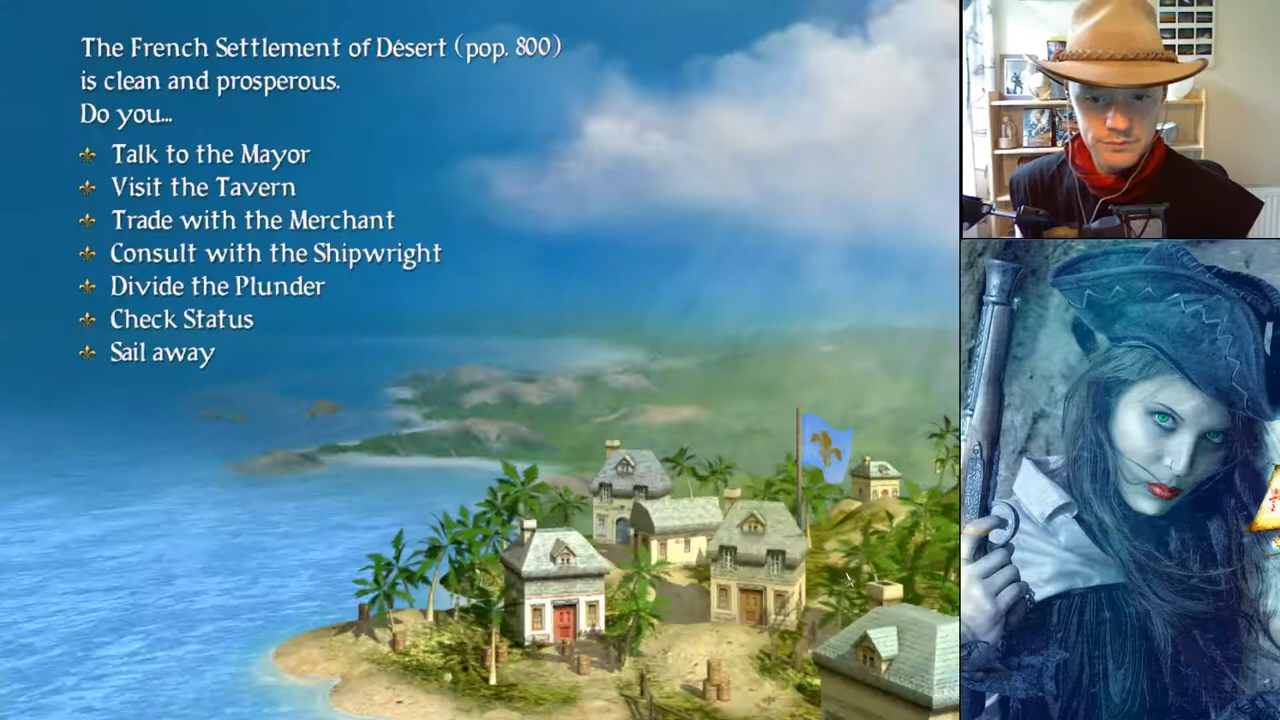 The French Settlement of Désert (pop. 800)
is clean and prosperous.
Do you...
Talk to the Mayor
Visit the Tavern
Trade with the Merchant
Consult with the Shipwright
Divide the Plunder
Check Status
Sail away